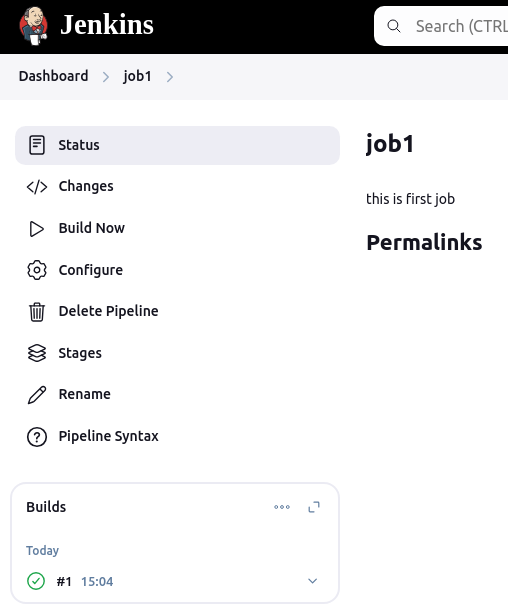 Jenkins
Search (CTRL
Dashboard
job1
Status
Changes
Build Now
Configure
Delete Pipeline
Stages
Rename
Pipeline Syntax
Builds
Today
#1 15:04
job1
this is first job
Permalinks